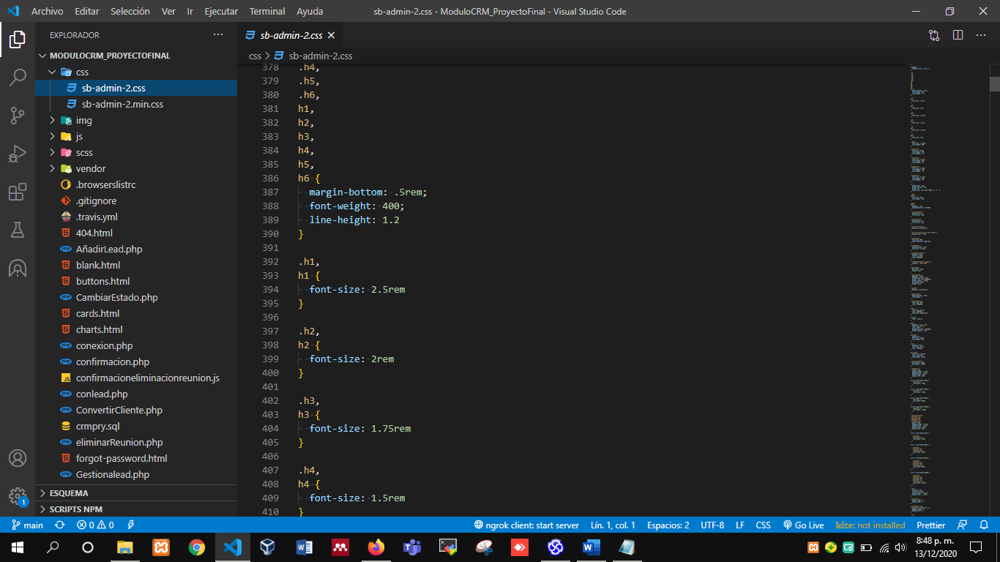 Archivo Editar Selección Ver Ir Ejecutar Terminal Ayuda sb-admin-2.css - ModuloCRM_ProyectoFinal - Visual Studio Code
EXPLORADOR
MODULOCRM_PROYECTOFINAL
css
sb-admin-2.css
sb-admin-2.min.css
img
js
scss
vendor
.browserslistrc
.gitignore
.travis.yml
404.html
AñadirLead.php
blank.html
buttons.html
CambiarEstado.php
cards.html
charts.html
conexion.php
confirmacion.php
confirmacioneliminacionreunion.js
conlead.php
ConvertirCliente.php
crmpry.sql
eliminarReunion.php
forgot-password.html
Gestionalead.php
ESQUEMA
SCRIPTS NPM
sb-admin-2.css
css > sb-admin-2.css
378 .h4,
379 .h5,
380 .h6,
381 h1,
382 h2,
383 h3,
384 h4,
385 h5,
386 h6 {
387 margin-bottom: .5rem;
388 font-weight: 400;
389 line-height: 1.2
390 }
391
392 .h1,
393 h1 {
394 font-size: 2.5rem
395 }
396
397 .h2,
398 h2 {
399 font-size: 2rem
400 }
401
402 .h3,
403 h3 {
404 font-size: 1.75rem
405 }
406
407 .h4,
408 h4 {
409 font-size: 1.5rem
410 }
1
main 0 0 ngrok client: start server Lín. 1, col. 1 Espacios: 2 UTF-8 LF CSS Go Live kite: not installed Prettier
8:48 p. m.
13/12/2020